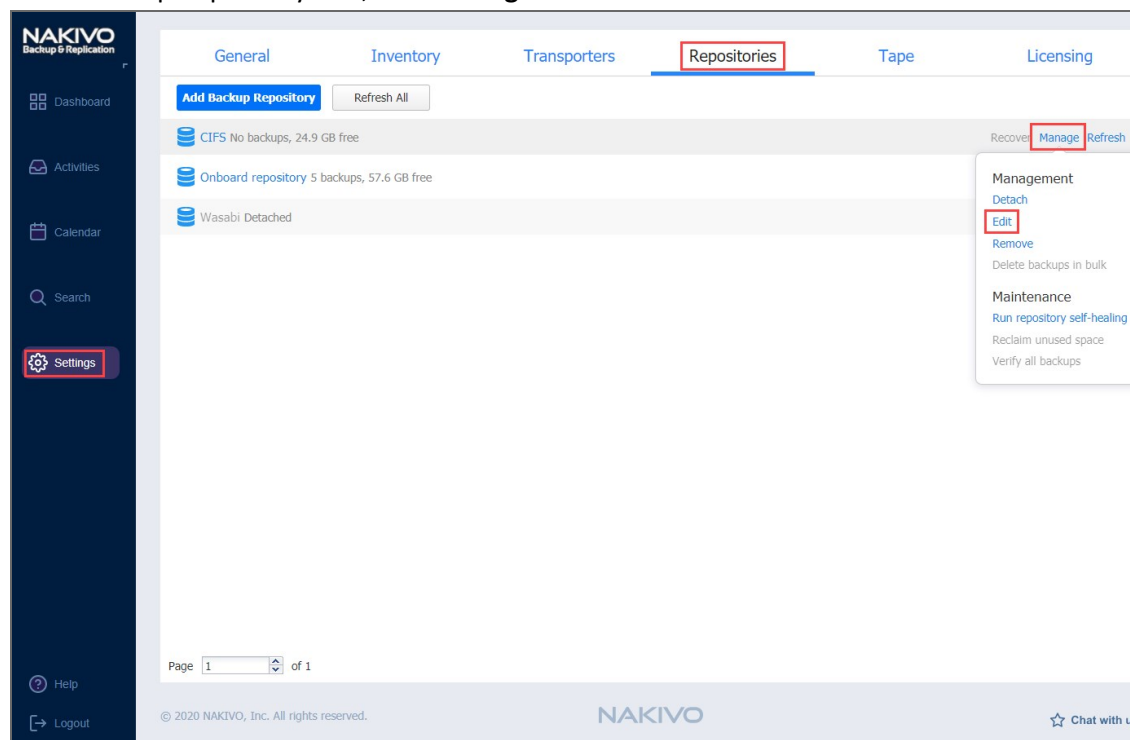 NAKIVO
Backup & Replication
General Inventory Transporters Repositories Tape Licensing
Dashboard
Add Backup Repository Refresh All
CIFS No backups, 24.9 GB free
Recover Manage Refresh
Activities
Onboard repository 5 backups, 57.6 GB free
Management
Detach
Wasabi Detached
Edit
Calendar
Remove
Delete backups in bulk
Search
Maintenance
Run repository self-healing
Reclaim unused space
Settings
Verify all backups
Page 1 of 1
Help
© 2020 NAKIVO, Inc. All rights reserved.
NAKIVO
Chat with u
Logout